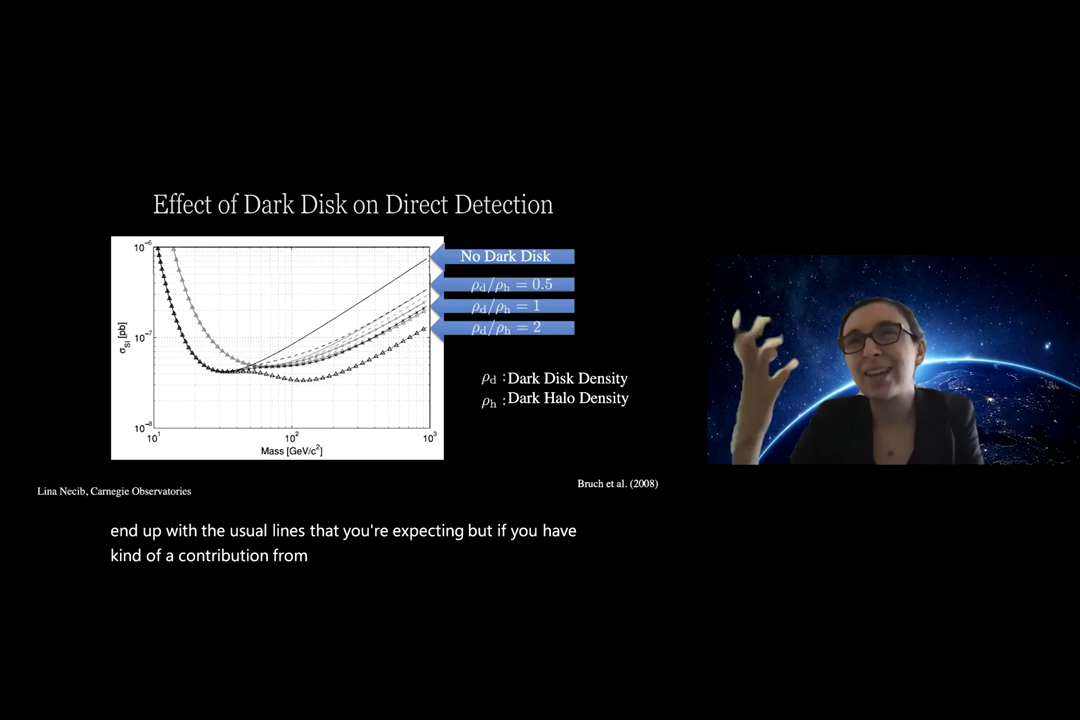 Effect of Dark Disk on Direct Detection
10⁻⁶
10⁻⁷
10⁻⁸
σSI [pb]
10¹
10²
10³
Mass [GeV/c²]
No Dark Disk
ρd/ρh = 0.5
ρd/ρh = 1
ρd/ρh = 2
ρd : Dark Disk Density
ρh : Dark Halo Density
Bruch et al. (2008)
Lina Necib, Carnegie Observatories
end up with the usual lines that you're expecting but if you have
kind of a contribution from